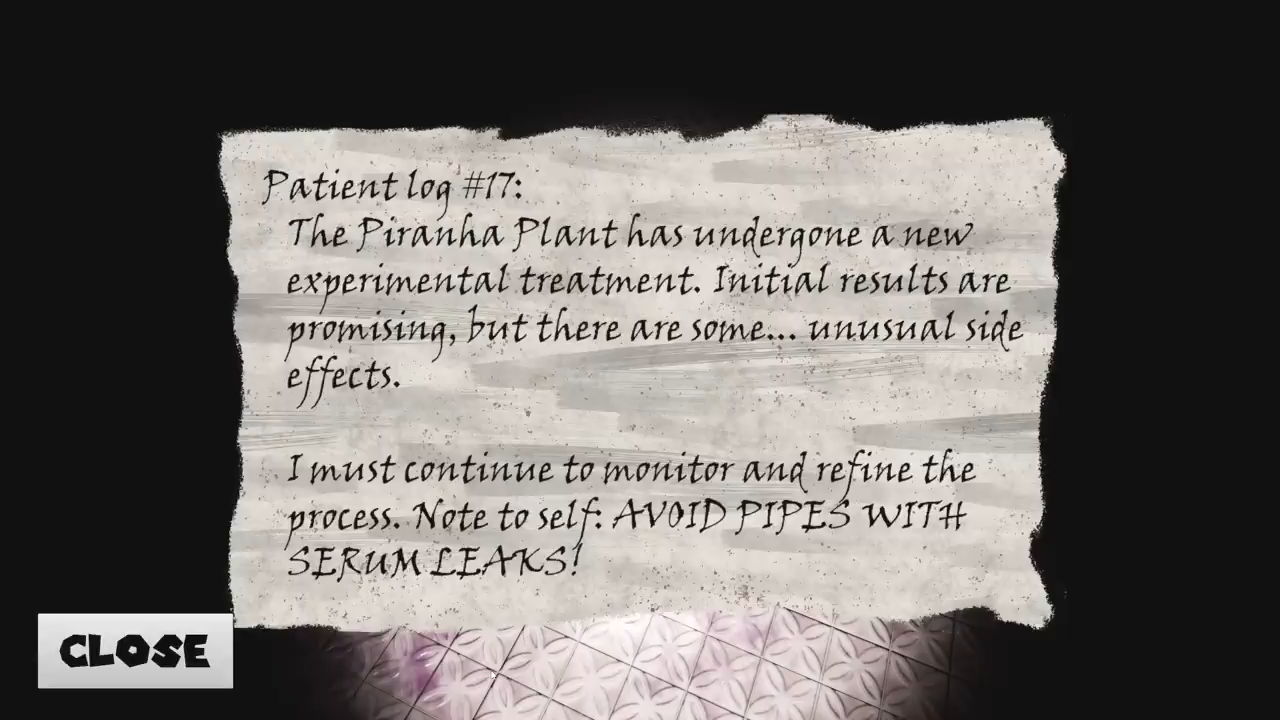 Patient log #17:
The Piranha Plant has undergone a new
experimental treatment. Initial results are
promising, but there are some... unusual side
effects.
I must continue to monitor and refine the
process. Note to self: AVOID PIPES WITH
SERUM LEAKS!
CLOSE